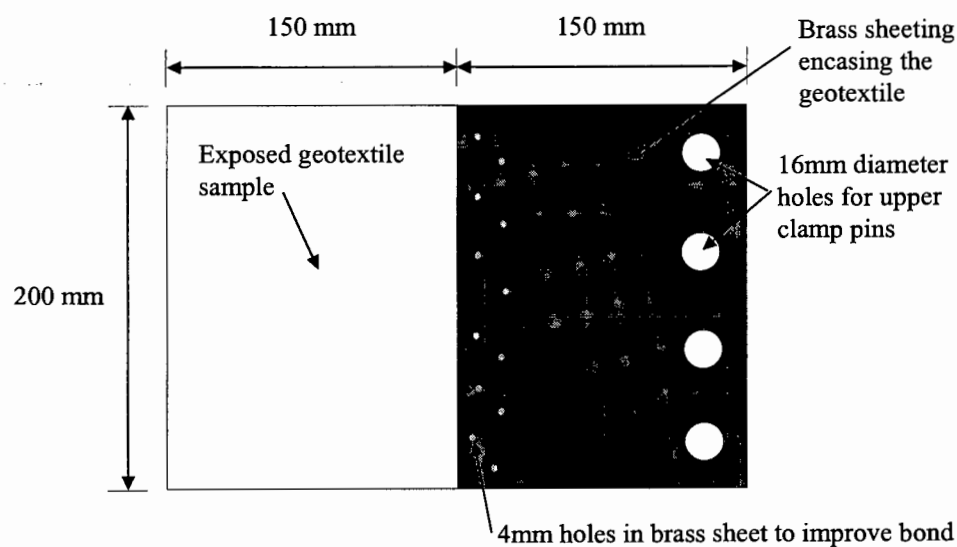 150 mm
150 mm
Brass sheeting
encasing the
geotextile
Exposed geotextile
sample
16mm diameter
holes for upper
clamp pins
200 mm
4mm holes in brass sheet to improve bond